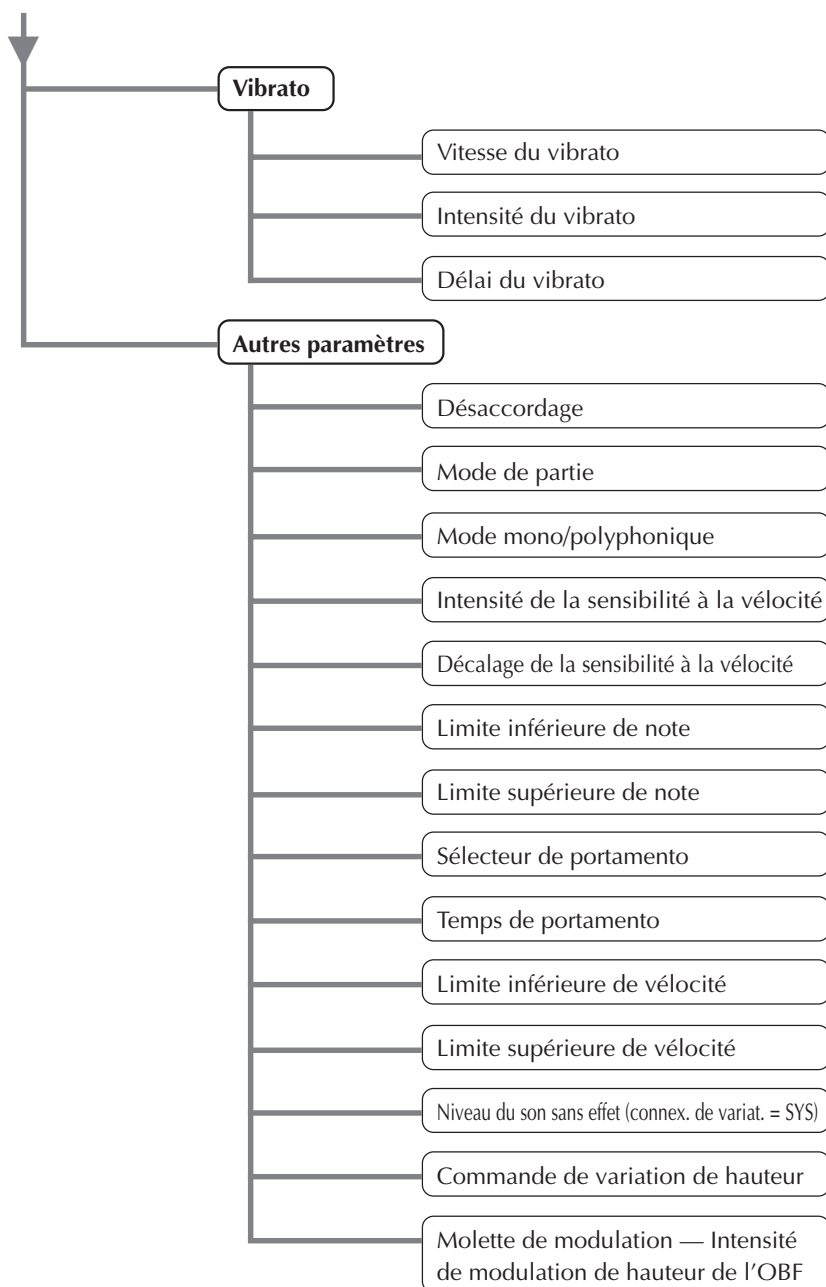 Vibrato
Vitesse du vibrato
Intensité du vibrato
Délai du vibrato
Autres paramètres
Désaccordage
Mode de partie
Mode mono/polyphonique
Intensité de la sensibilité à la vélocité
Décalage de la sensibilité à la vélocité
Limite inférieure de note
Limite supérieure de note
Sélecteur de portamento
Temps de portamento
Limite inférieure de vélocité
Limite supérieure de vélocité
Niveau du son sans effet (connex. de variat. = SYS)
Commande de variation de hauteur
Molette de modulation — Intensité
de modulation de hauteur de l’OBF